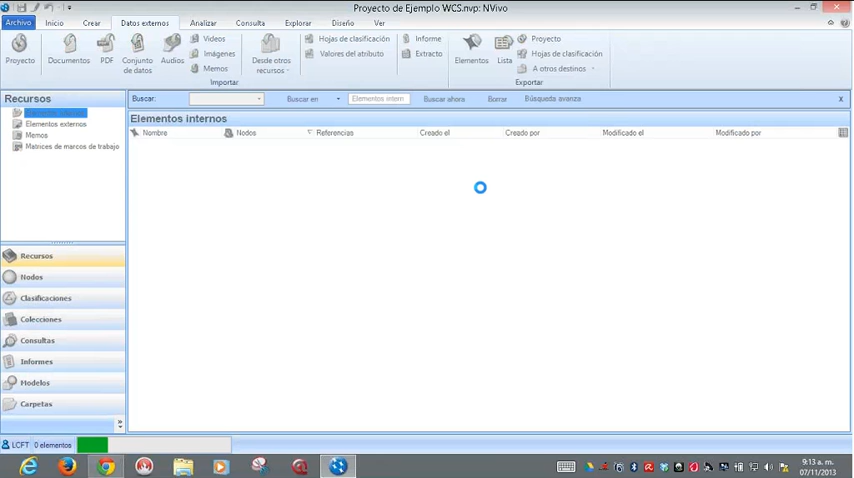 Proyecto de Ejemplo WCS.nvp: NVivo
Archivo Inicio Crear Datos externos Analizar Consulta Explorar Diseño Ver
Proyecto
Documentos
PDF
Conjunto de datos
Audios
Videos
Imágenes
Memos
Desde otros recursos
Hojas de clasificación
Valores del atributo
Informe
Extracto
Importar
Elementos
Lista
Proyecto
Hojas de clasificación
A otros destinos
Exportar
Recursos
Elementos externos
Memos
Matrices de marcos de trabajo
Buscar: Buscar en Elementos intern Buscar ahora Borrar Búsqueda avanza x
Elementos internos
Nombre Nodos Referencias Creado el Creado por Modificado el Modificado por
Recursos
Nodos
Clasificaciones
Colecciones
Consultas
Informes
Modelos
Carpetas
LCFT 0 elementos
9:13 a. m.
07/11/2013